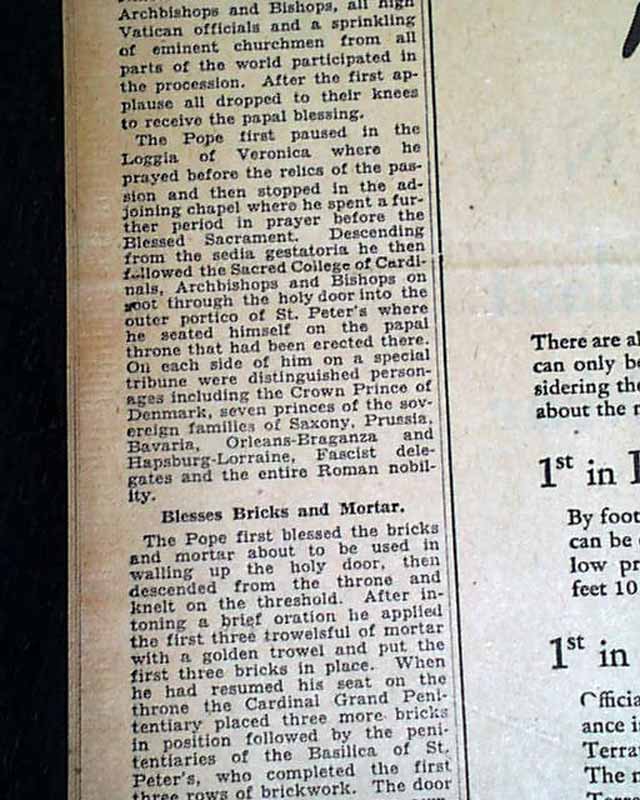 Archbishops and Bishops, all high
Vatican officials and a sprinkling
of eminent churchmen from all
parts of the world participated in
the procession. After the first ap-
plause all dropped to their knees
to receive the papal blessing.
The Pope first paused in the
Loggia of Veronica where he
prayed before the relics of the pas-
sion and then stopped in the ad-
joining chapel where he spent a fur-
ther period in prayer before the
Blessed Sacrament. Descending
from the sedia gestatoria he then
followed the Sacred College of Cardi-
nals, Archbishops and Bishops on
foot through the holy door into the
outer portico of St. Peter's where
he seated himself on the papal
throne that had been erected there.
On each side of him on a special
tribune were distinguished person-
ages including the Crown Prince of
Denmark, seven princes of the sov-
ereign families of Saxony, Prussia,
Bavaria, Orleans-Braganza and
Hapsburg-Lorraine, Fascist dele-
gates and the entire Roman nobil-
ity.
Blesses Bricks and Mortar.
The Pope first blessed the bricks
and mortar about to be used in
walling up the holy door, then
descended from the throne and
knelt on the threshold. After in-
toning a brief oration he applied
the first three trowelsful of mortar
with a golden trowel and put the
first three bricks in place. When
he had resumed his seat on the
throne the Cardinal Grand Peni-
tentiary placed three more bricks
in position followed by the peni-
tentiaries of the Basilica of St.
Peter's, who completed the first
three rows of brickwork. The door
There are
can only
sidering
about the
1st in
By foot
can be
low
feet 10
1st in
ance
The